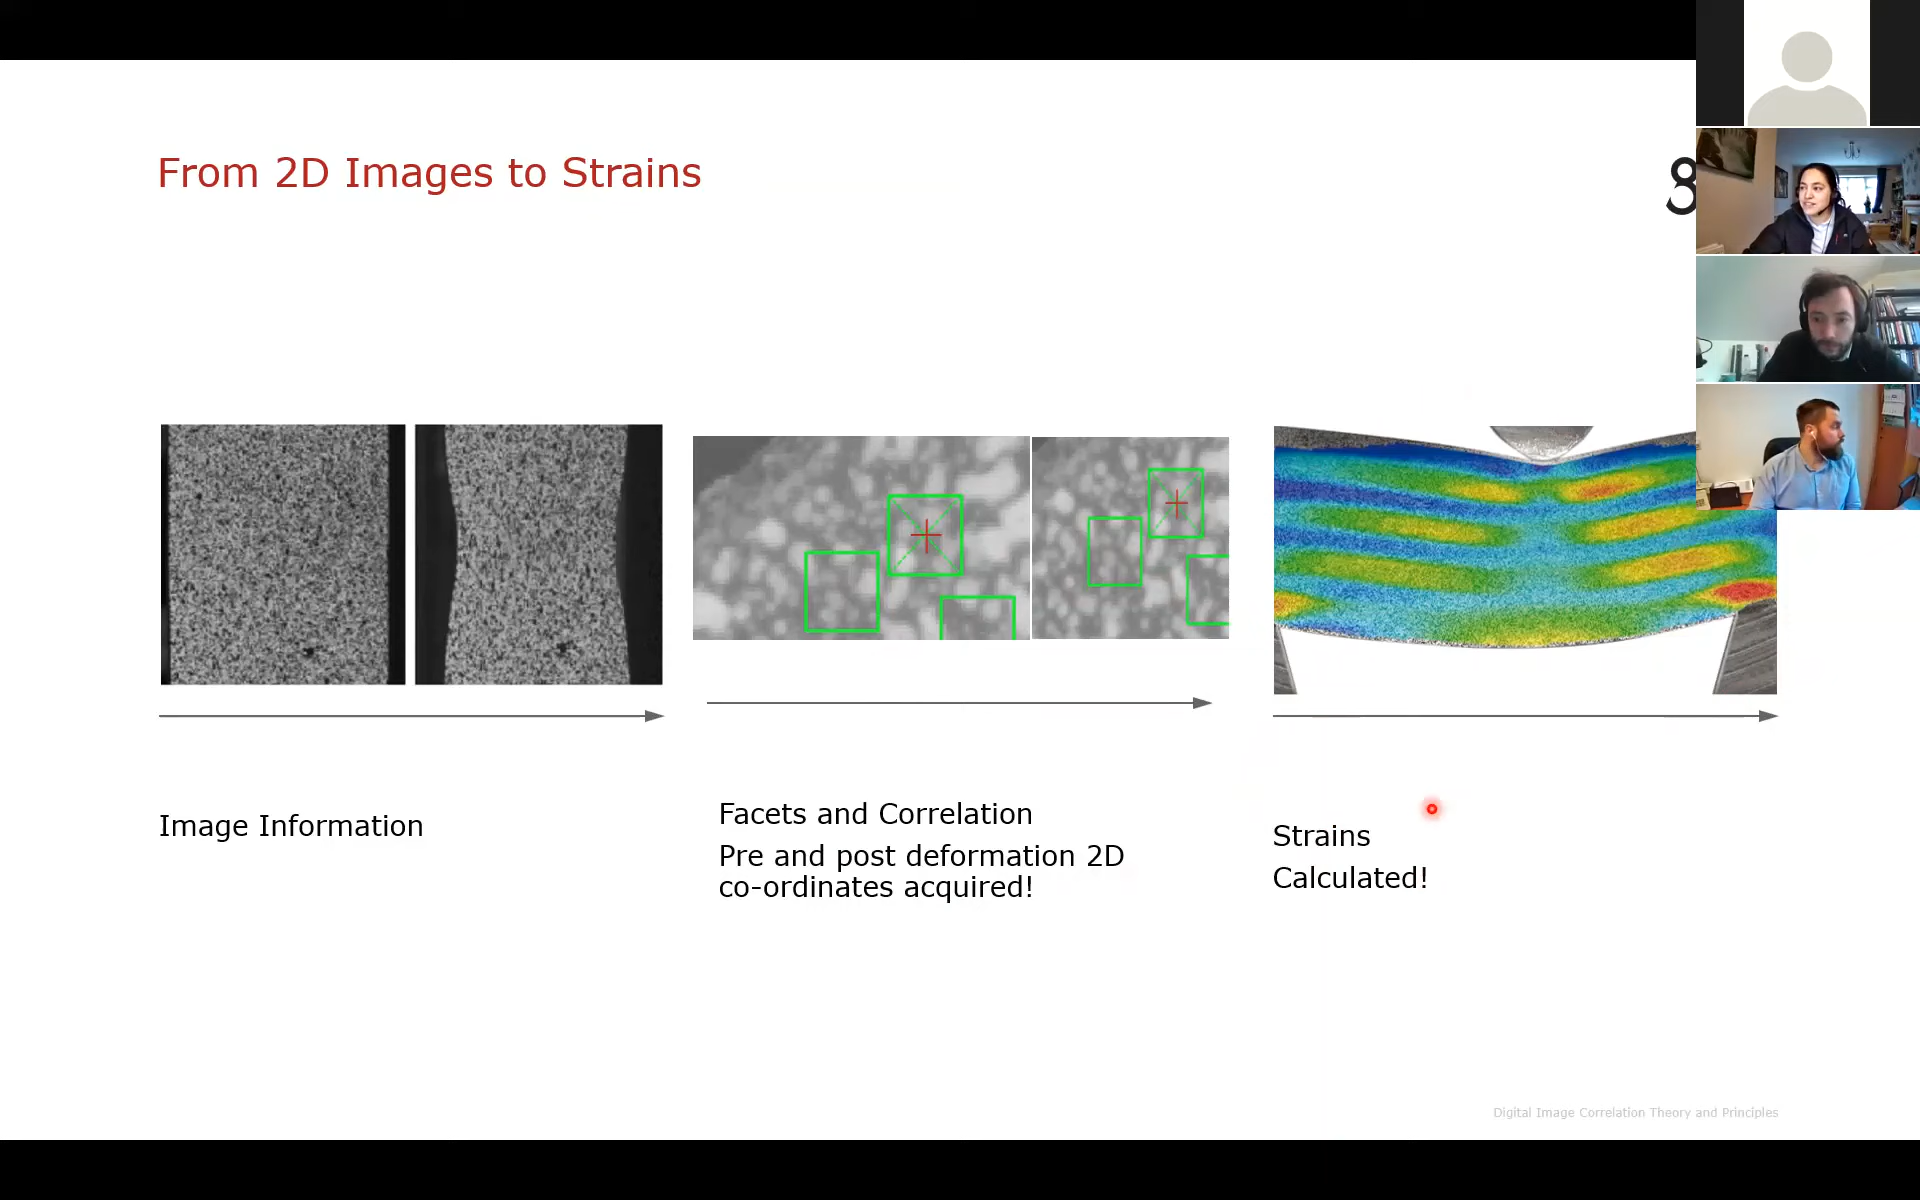 From 2D Images to Strains
Image Information
Facets and Correlation
Pre and post deformation 2D
co-ordinates acquired!
Strains
Calculated!
Digital Image Correlation Theory and Principles